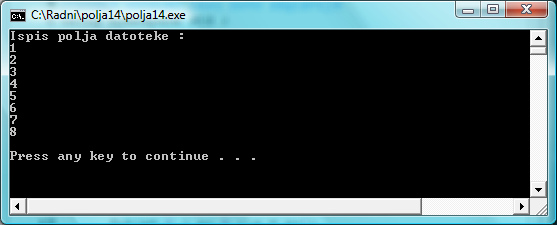 C:\Radni\polja14\polja14.exe
Ispis polja datoteke :
1
2
3
4
5
6
7
8
Press any key to continue . . .